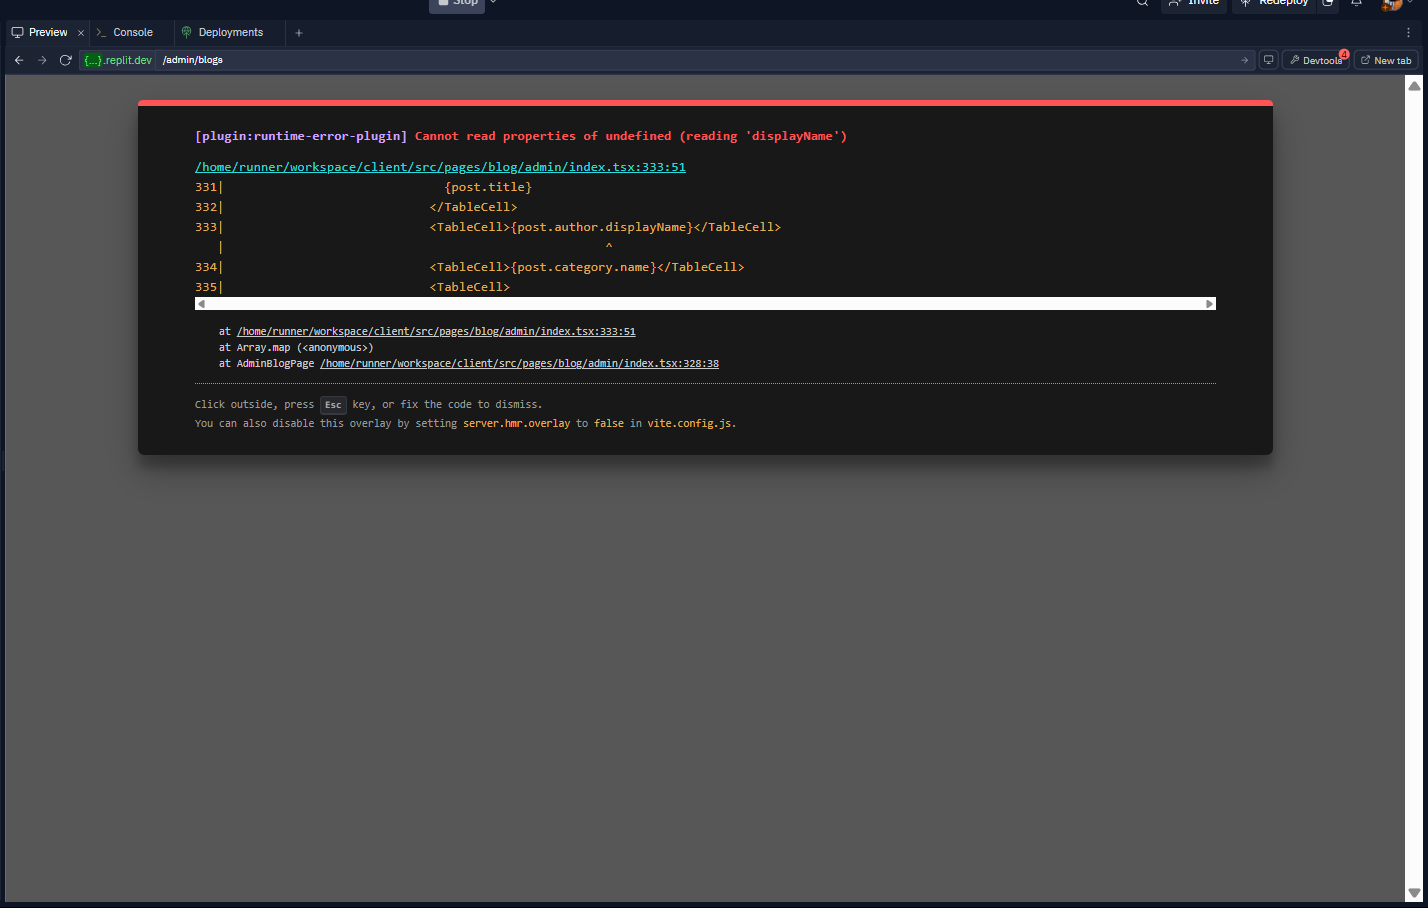 Stop
Invite
Redeploy
Preview
Console
Deployments
{...}.replit.dev /admin/blogs
Devtools
4
New tab
[plugin:runtime-error-plugin] Cannot read properties of undefined (reading 'displayName')
/home/runner/workspace/client/src/pages/blog/admin/index.tsx:333:51
331| {post.title}
332| </TableCell>
333| <TableCell>{post.author.displayName}</TableCell>
| ^
334| <TableCell>{post.category.name}</TableCell>
335| <TableCell>
at /home/runner/workspace/client/src/pages/blog/admin/index.tsx:333:51
at Array.map (<anonymous>)
at AdminBlogPage /home/runner/workspace/client/src/pages/blog/admin/index.tsx:328:38
Click outside, press Esc key, or fix the code to dismiss.
You can also disable this overlay by setting server.hmr.overlay to false in vite.config.js.